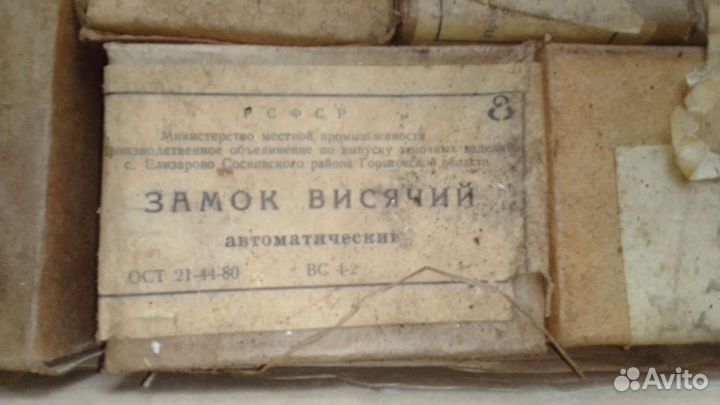 РСФСР 8
Министерство местной промышленности
роизводственное объединение по выпуску замочных изделий
с. Елизарово Сосновского района Горьковской области
ЗАМОК ВИСЯЧИЙ
автоматический
ОСТ 21-44-80 ВС 4-2
Avito